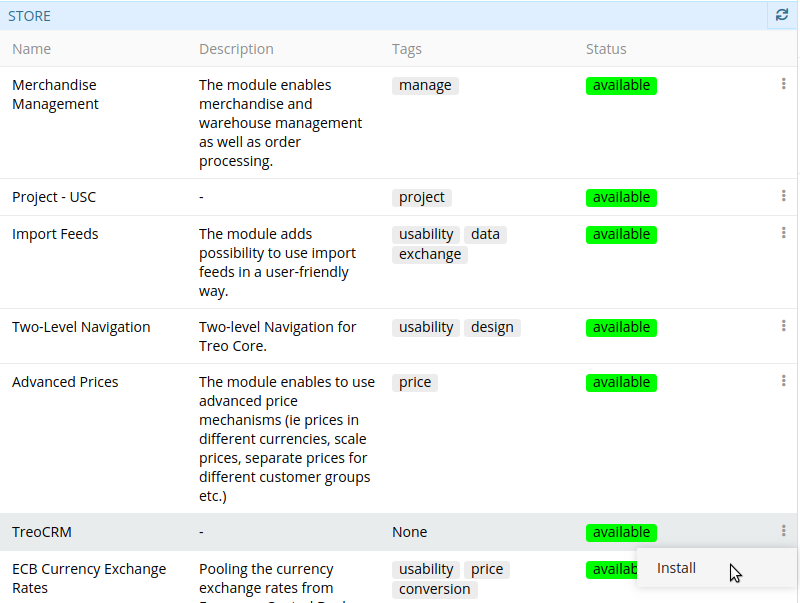 STORE
Name Description Tags Status
Merchandise Management
The module enables merchandise and warehouse management as well as order processing.
manage
available
Project - USC
-
project
available
Import Feeds
The module adds possibility to use import feeds in a user-friendly way.
usability data
exchange
available
Two-Level Navigation
Two-level Navigation for Treo Core.
usability design
available
Advanced Prices
The module enables to use advanced price mechanisms (ie prices in different currencies, scale prices, separate prices for different customer groups etc.)
price
available
TreoCRM
-
None
available
ECB Currency Exchange Rates
Pooling the currency exchange rates from
usability price
conversion
Install